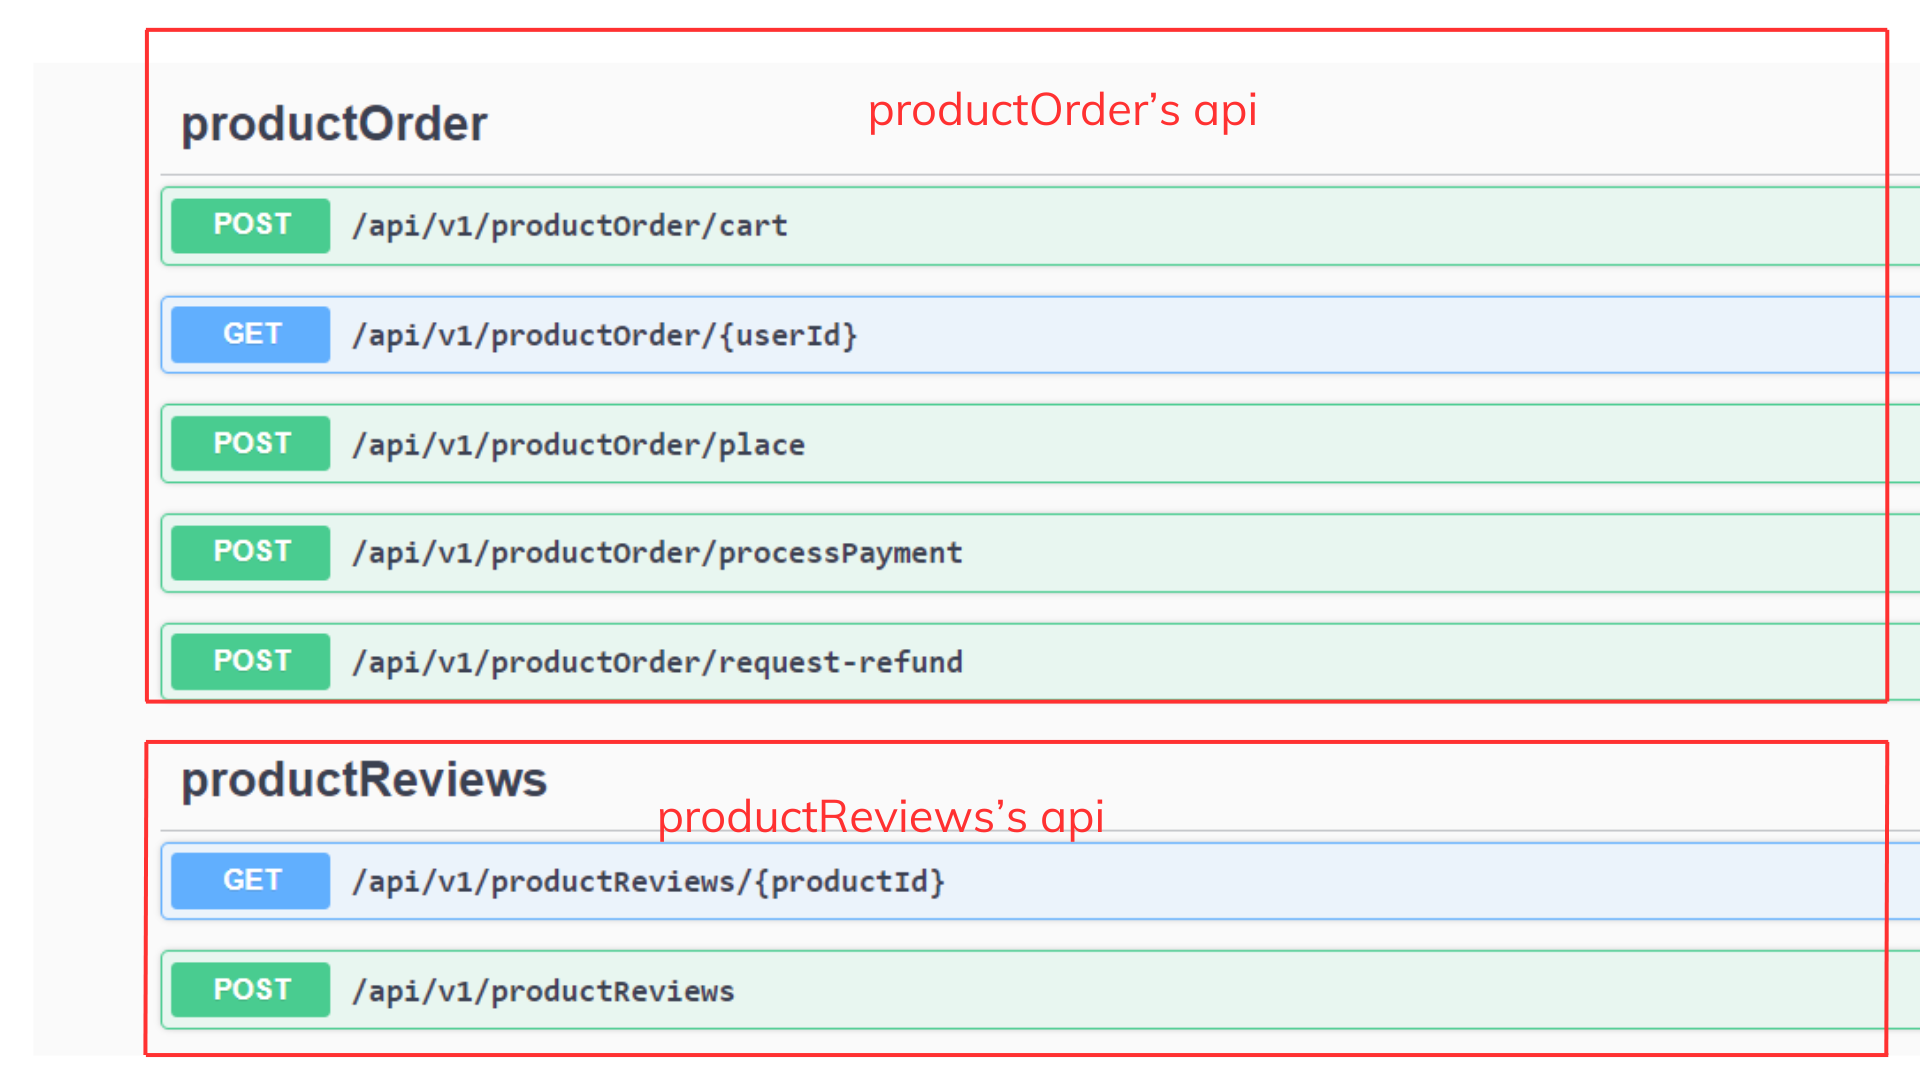 productOrder
productOrder’s api
POST /api/v1/productOrder/cart
GET /api/v1/productOrder/{userId}
POST /api/v1/productOrder/place
POST /api/v1/productOrder/processPayment
POST /api/v1/productOrder/request-refund
productReviews
productReviews’s api
GET /api/v1/productReviews/{productId}
POST /api/v1/productReviews